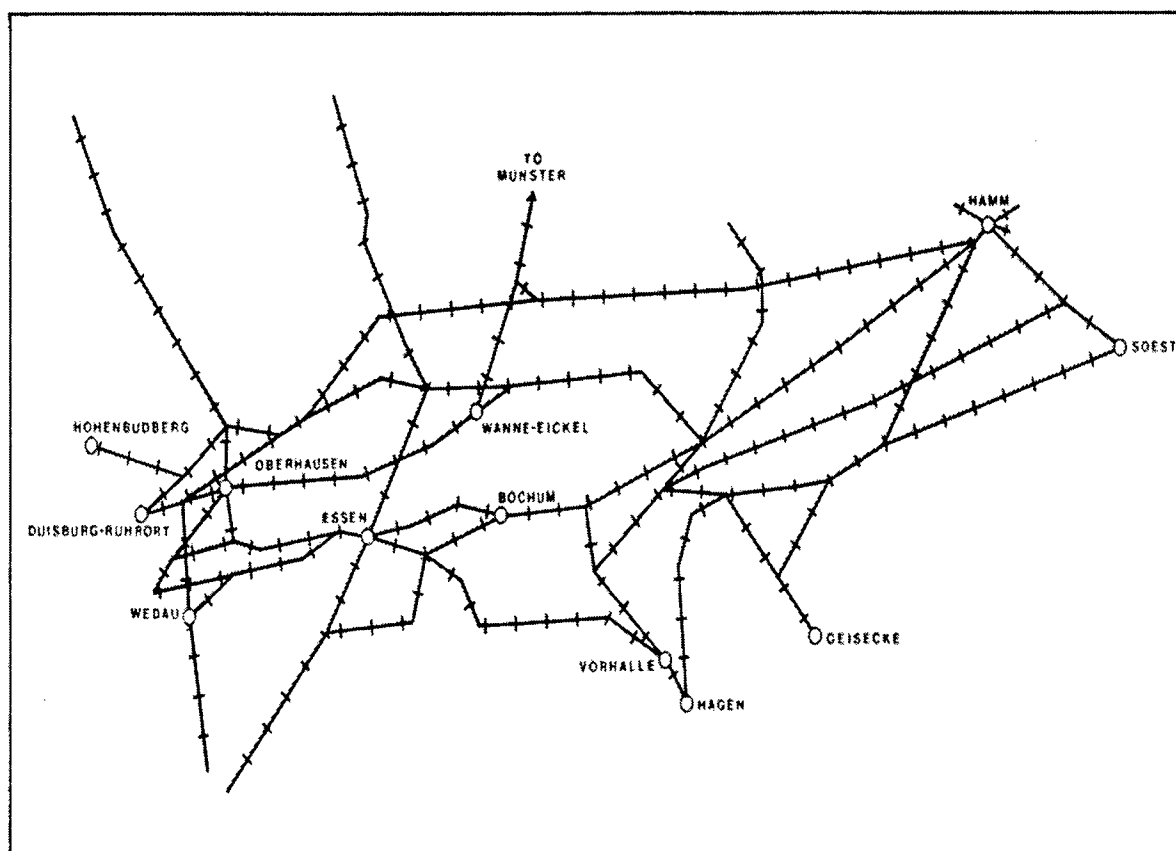 TO
MUNSTER
HAMM
SOEST
HOHENBUDBERG
WANNE-EICKEL
OBERHAUSEN
BOCHUM
ESSEN
DUISBURG-RUHRORT
WEDAU
GEISECKE
VORHALLE
HAGEN